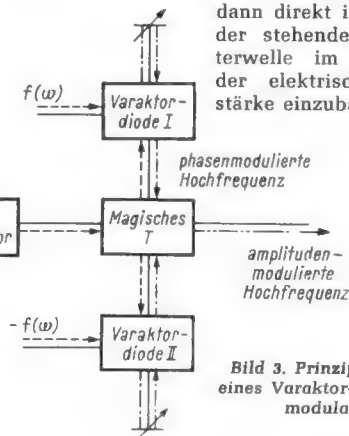 dann direkt i
der stehende
terwelle im
der elektrisc
stärke einzuba
f(ω)
Varaktor-
diode I
phasenmodulierte
Hochfrequenz
or
Magisches
T
amplituden-
modulierte
Hochfrequenz
-f(ω)
Varaktor-
diode II
Bild 3. Prinzip
eines Varaktor-
modula